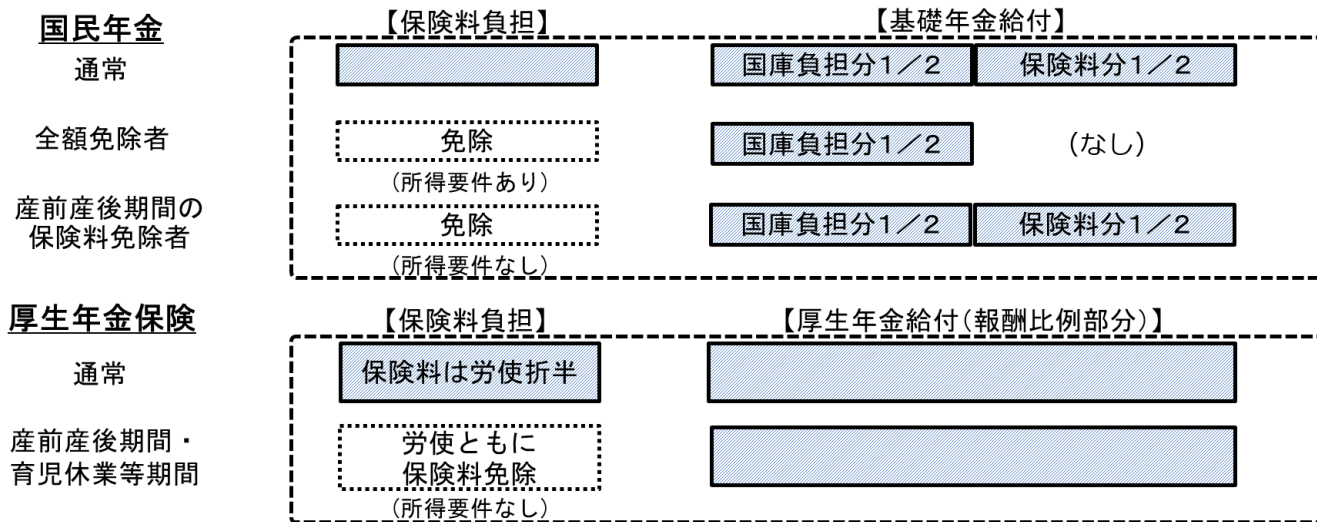 国民年金
【保険料負担】
【基礎年金給付】
通常
国庫負担分1／2
保険料分1／2
全額免除者
免除
国庫負担分1／2
(なし)
(所得要件あり)
産前産後期間の
保険料免除者
免除
国庫負担分1／2
保険料分1／2
(所得要件なし)
厚生年金保険
【保険料負担】
【厚生年金給付(報酬比例部分)】
通常
保険料は労使折半
産前産後期間・
育児休業等期間
労使ともに
保険料免除
(所得要件なし)